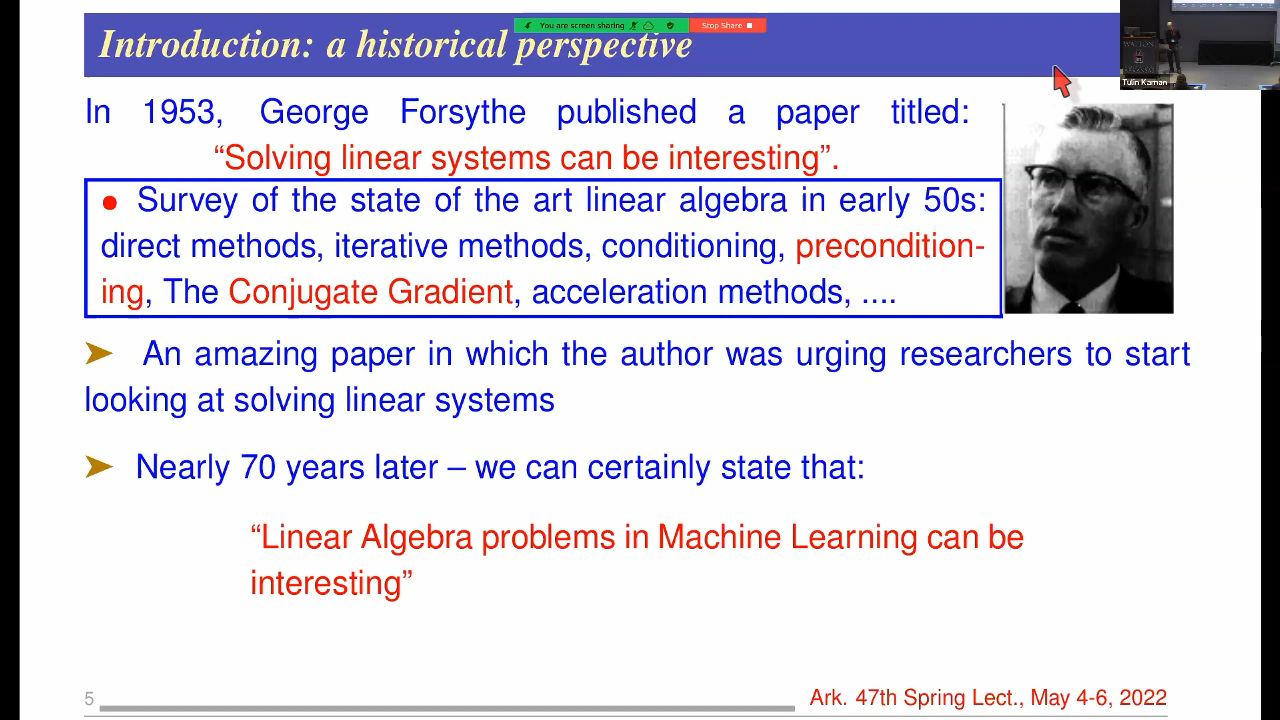 You are screen sharing
Stop Share
Introduction: a historical perspective
WALTON
Tulin Kaman
In 1953, George Forsythe published a paper titled:
“Solving linear systems can be interesting”.
• Survey of the state of the art linear algebra in early 50s:
direct methods, iterative methods, conditioning, precondition-
ing, The Conjugate Gradient, acceleration methods, ....
➤ An amazing paper in which the author was urging researchers to start
looking at solving linear systems
➤ Nearly 70 years later – we can certainly state that:
“Linear Algebra problems in Machine Learning can be
interesting”
5
Ark. 47th Spring Lect., May 4-6, 2022